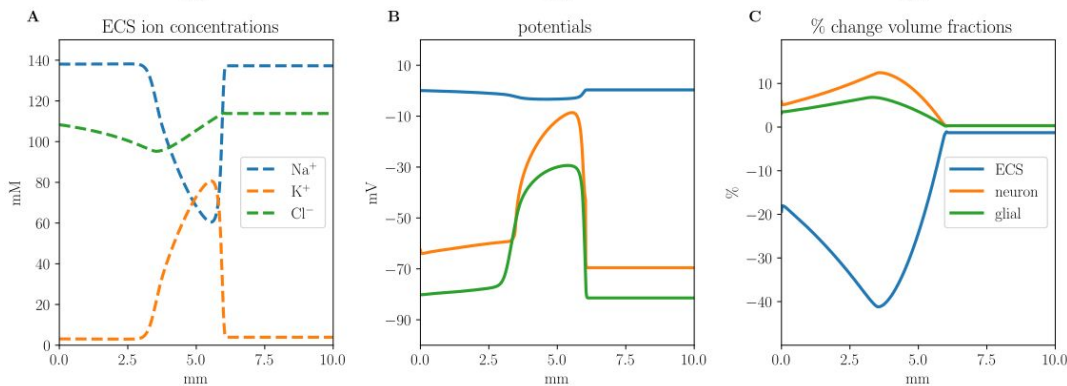 A
ECS ion concentrations
140
120
100
80
60
40
20
0
mM
0.0
2.5
5.0
7.5
10.0
mm
Na⁺
K⁺
Cl⁻
B
potentials
10
−10
−30
−50
−70
−90
mV
0.0
2.5
5.0
7.5
10.0
mm
C
% change volume fractions
10
0
−10
−20
−30
−40
%
0.0
2.5
5.0
7.5
10.0
mm
ECS
neuron
glial